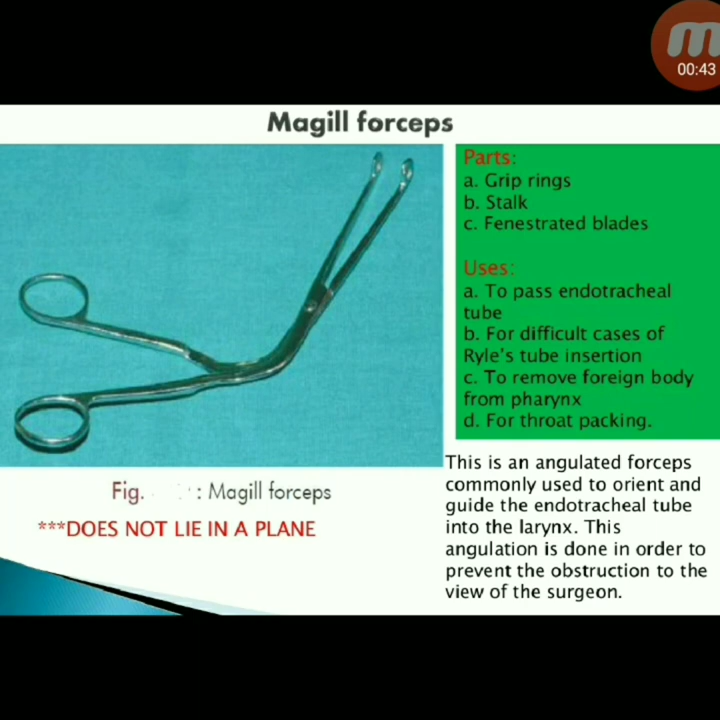 00:43
Magill forceps
Parts:
a. Grip rings
b. Stalk
c. Fenestrated blades
Uses:
a. To pass endotracheal
tube
b. For difficult cases of
Ryle's tube insertion
c. To remove foreign body
from pharynx
d. For throat packing.
Fig. : Magill forceps
***DOES NOT LIE IN A PLANE
This is an angulated forceps
commonly used to orient and
guide the endotracheal tube
into the larynx. This
angulation is done in order to
prevent the obstruction to the
view of the surgeon.